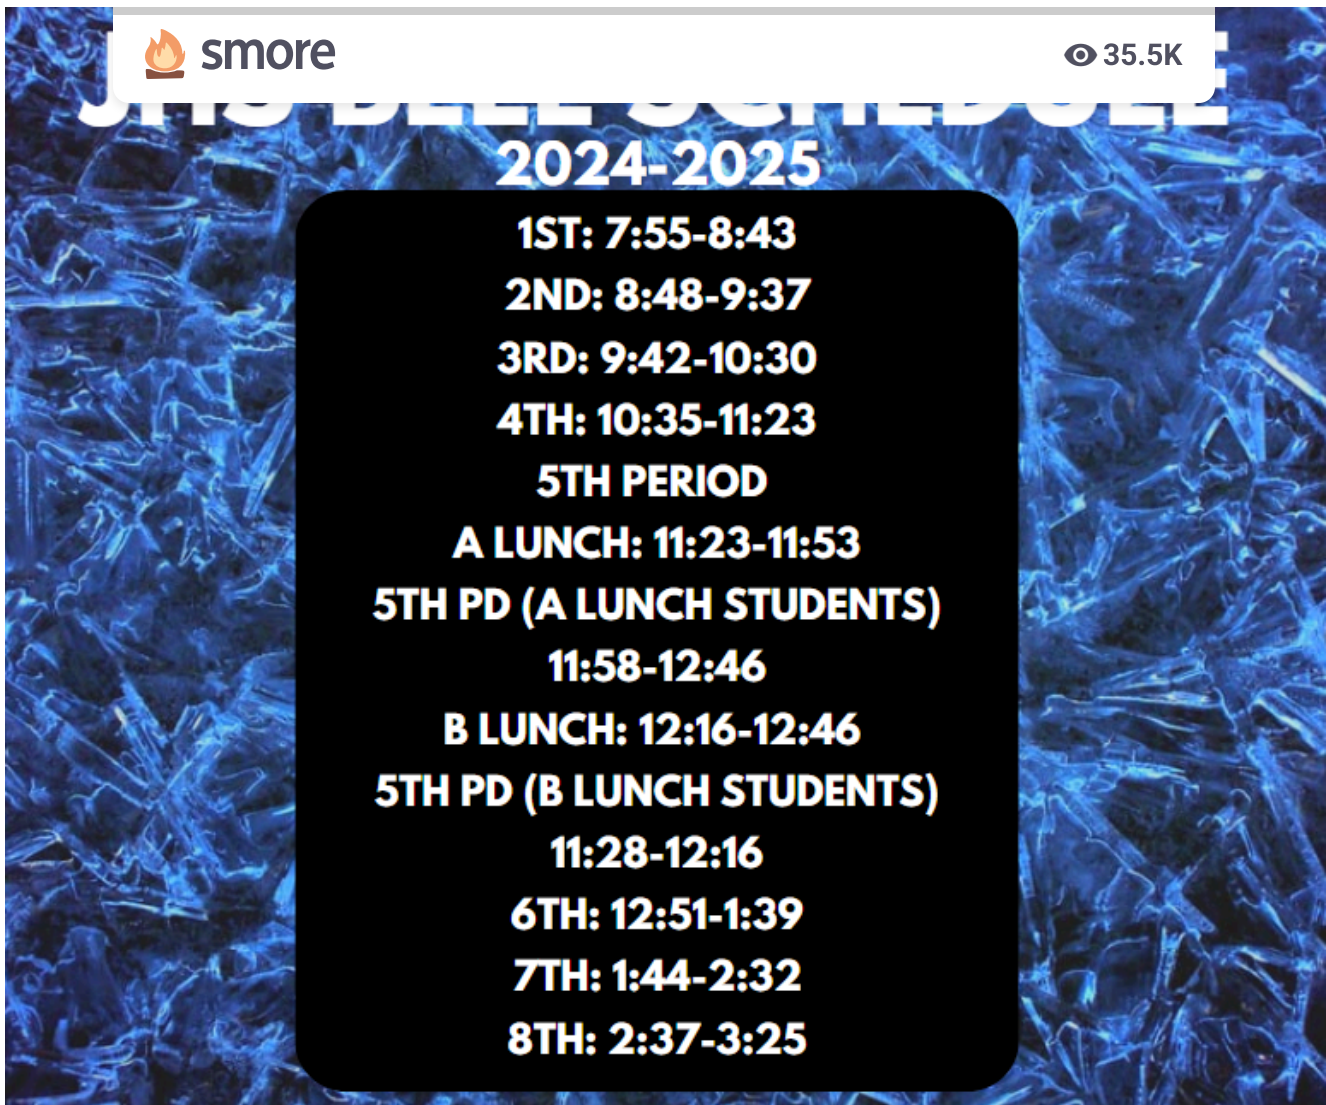 smore
35.5K
JHS BELL SCHEDULE
2024-2025
1ST: 7:55-8:43
2ND: 8:48-9:37
3RD: 9:42-10:30
4TH: 10:35-11:23
5TH PERIOD
A LUNCH: 11:23-11:53
5TH PD (A LUNCH STUDENTS)
11:58-12:46
B LUNCH: 12:16-12:46
5TH PD (B LUNCH STUDENTS)
11:28-12:16
6TH: 12:51-1:39
7TH: 1:44-2:32
8TH: 2:37-3:25